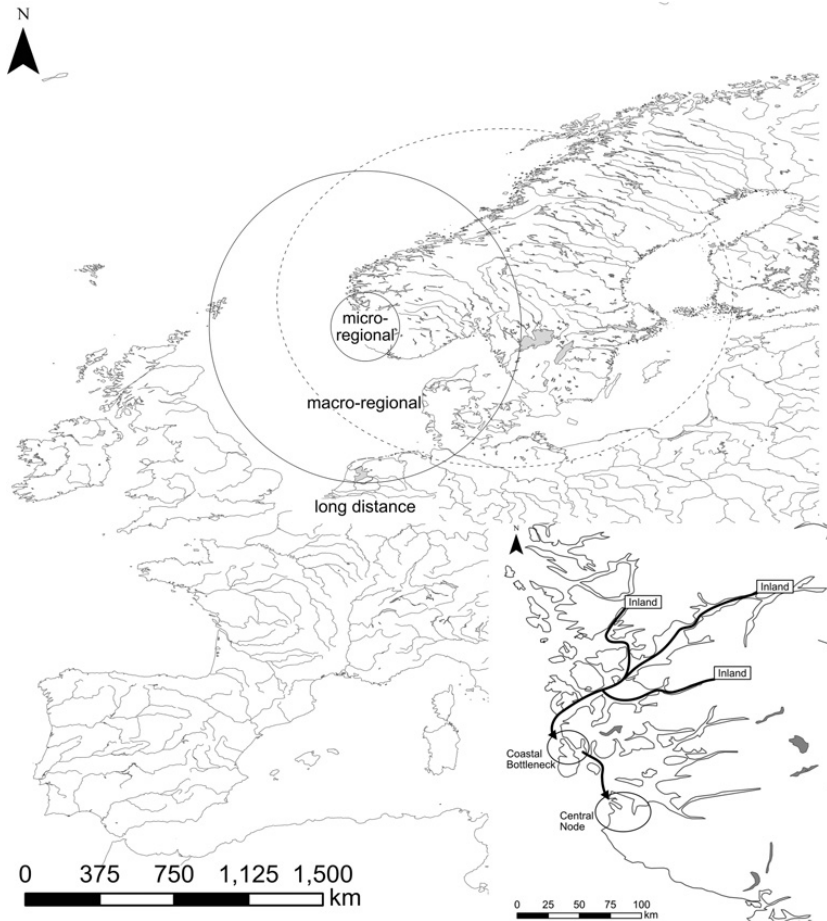 N
micro-
regional
macro-regional
long distance
0 375 750 1,125 1,500
km
N
Inland
Inland
Inland
Coastal
Bottleneck
Central
Node
0 25 50 75 100
km